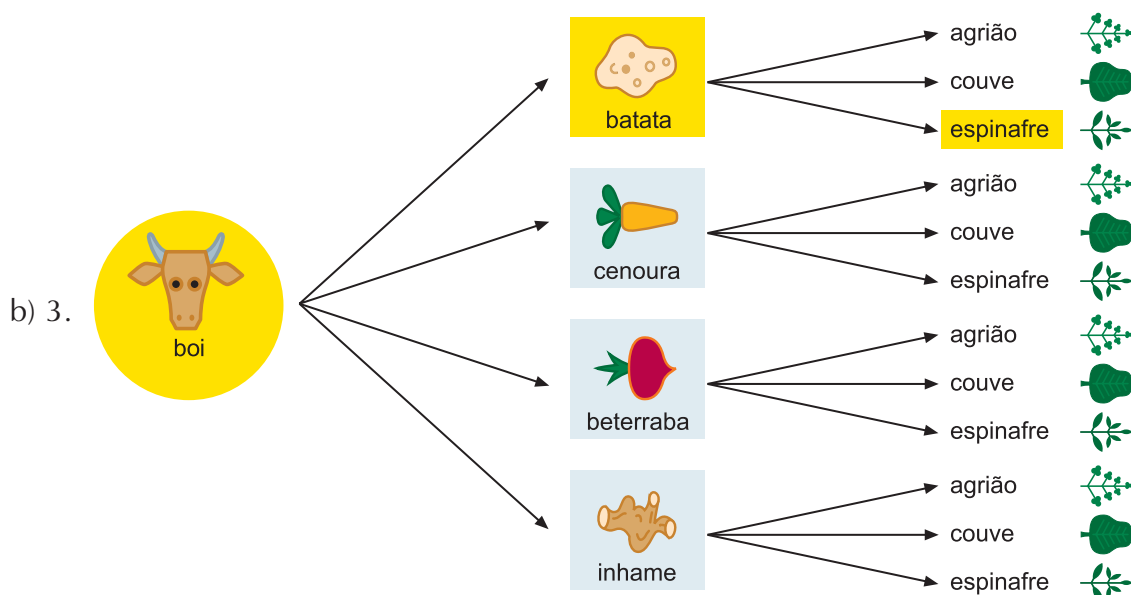 b) 3.
boi
batata
agrião
couve
espinafre
cenoura
agrião
couve
espinafre
beterraba
agrião
couve
espinafre
inhame
agrião
couve
espinafre